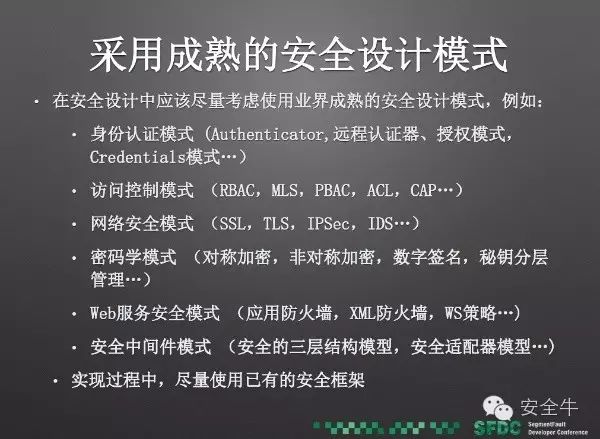 采用成熟的安全设计模式
• 在安全设计中应该尽量考虑使用业界成熟的安全设计模式，例如：
• 身份认证模式（Authenticator,远程认证器、授权模式，
Credentials模式…）
• 访问控制模式 （RBAC，MLS，PBAC，ACL，CAP…）
• 网络安全模式 （SSL，TLS，IPSec，IDS…）
• 密码学模式 （对称加密，非对称加密，数字签名，秘钥分层
管理…）
• Web服务安全模式 （应用防火墙，XML防火墙，WS策略…)
• 安全中间件模式 （安全的三层结构模型，安全适配器模型…)
• 实现过程中，尽量使用已有的安全框架
安全牛
SFDC SegmentFault
Developer Conference